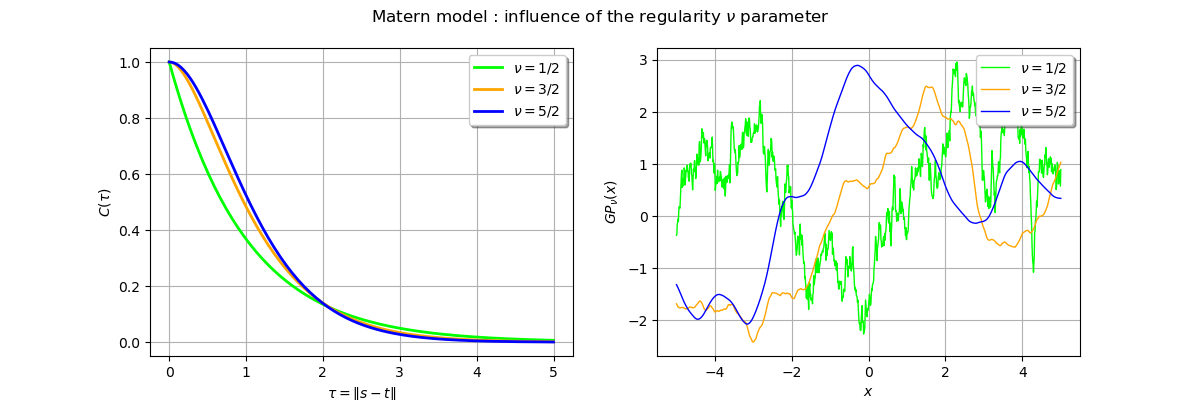 Matern model : influence of the regularity ν parameter
1.0
0.8
0.6
0.4
0.2
0.0
C(τ)
0 1 2 3 4 5
τ = ‖s − t‖
ν = 1/2
ν = 3/2
ν = 5/2
3
2
1
0
−1
−2
GPν(x)
−4 −2 0 2 4
x
ν = 1/2
ν = 3/2
ν = 5/2